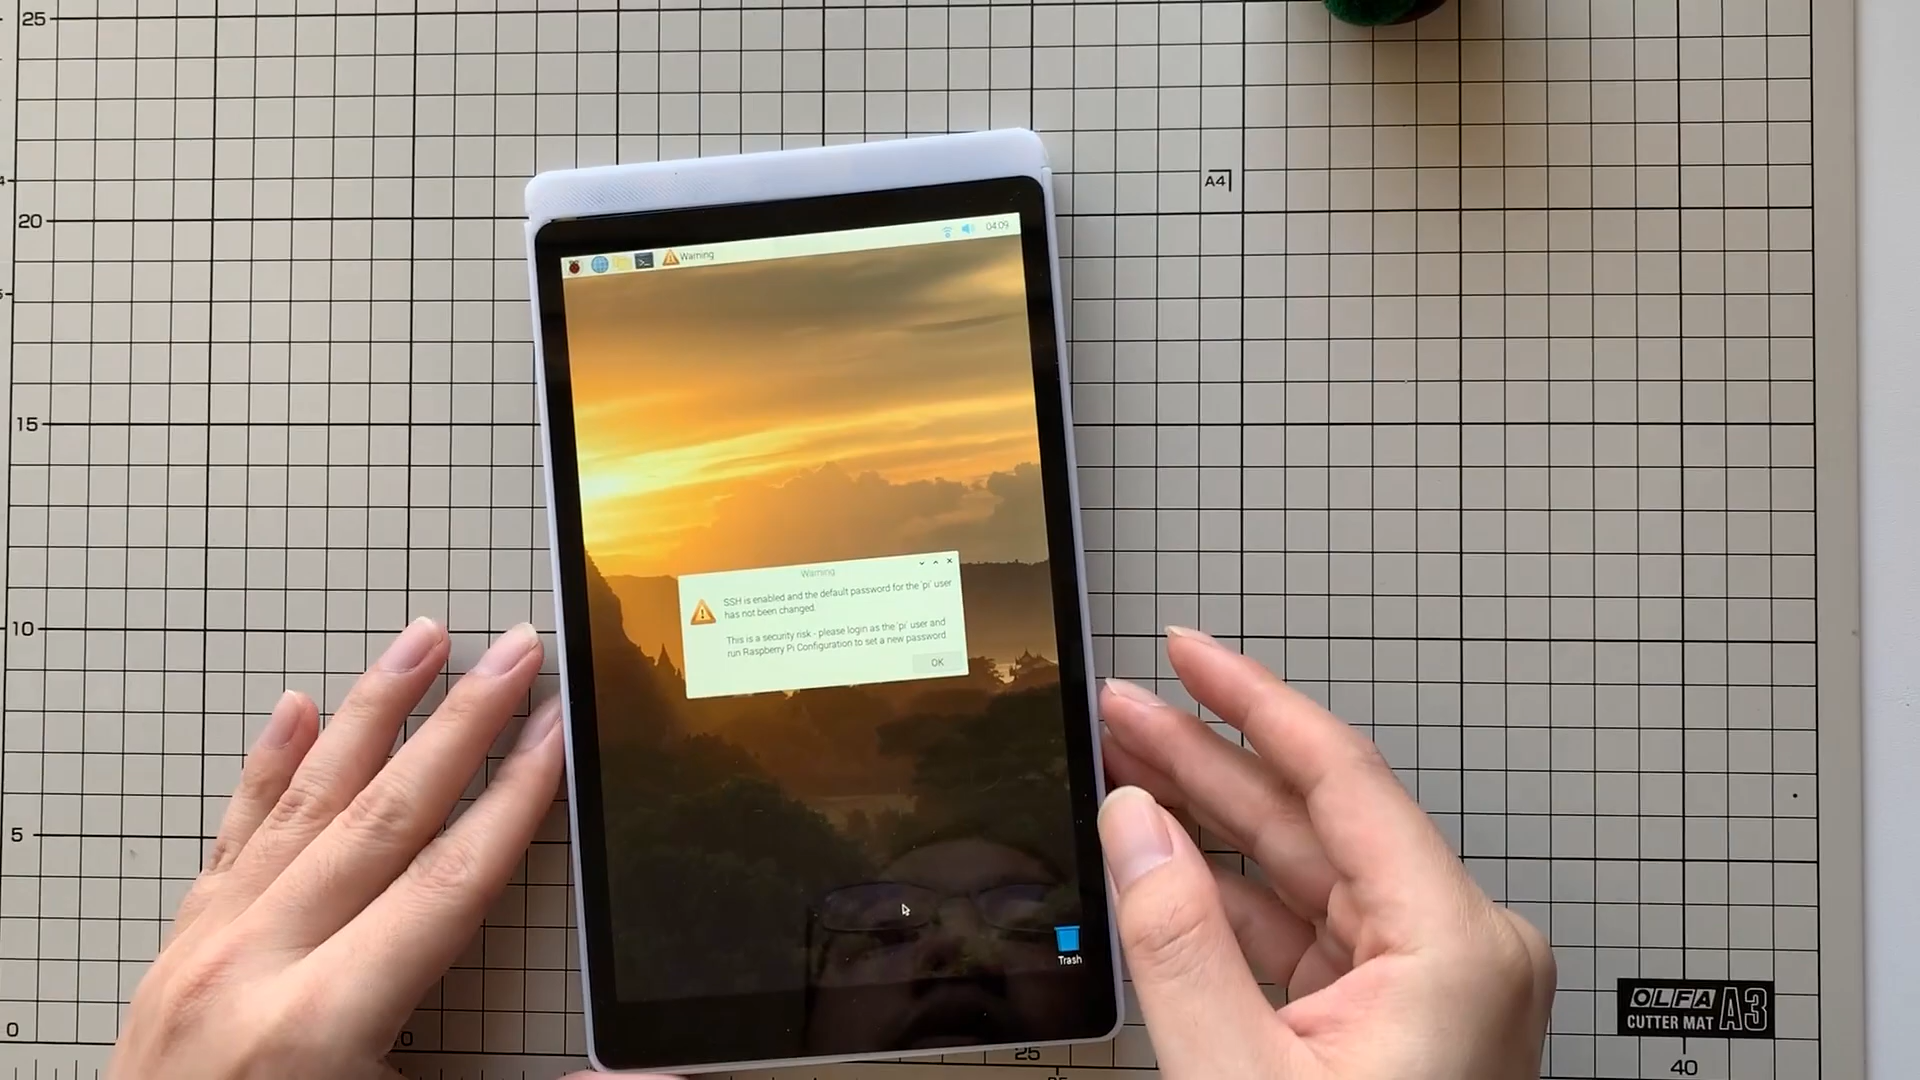 25
A4
20
04:09
Warning
15
Warning
SSH is enabled and the default password for the 'pi' user
has not been changed.
This is a security risk - please login as the 'pi' user and
run Raspberry Pi Configuration to set a new password
OK
10
5
Trash
OLFA
CUTTER MAT A3
0
25
40